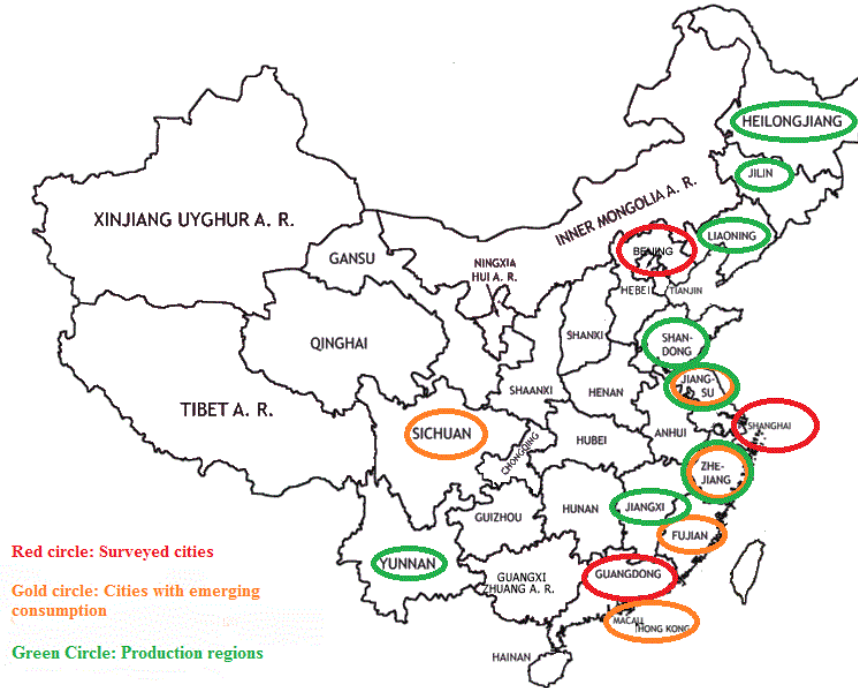 HEILONGJIANG
JILIN
XINJIANG UYGHUR A. R.
INNER MONGOLIA A. R.
LIAONING
GANSU
BEIJING
NINGXIA
HUI A. R.
HEBEI
TIANJIN
QINGHAI
SHANXI
SHAN-
DONG
JIANG-
SU
SHAANXI
HENAN
TIBET A. R.
SICHUAN
CHONGQING
HUBEI
ANHUI
SHANGHAI
ZHE-
JIANG
HUNAN
JIANGXI
GUIZHOU
FUJIAN
Red circle: Surveyed cities
YUNNAN
GUANGXI
ZHUANG A. R.
GUANGDONG
Gold circle: Cities with emerging
consumption
MACAU
HONG KONG
Green Circle: Production regions
HAINAN